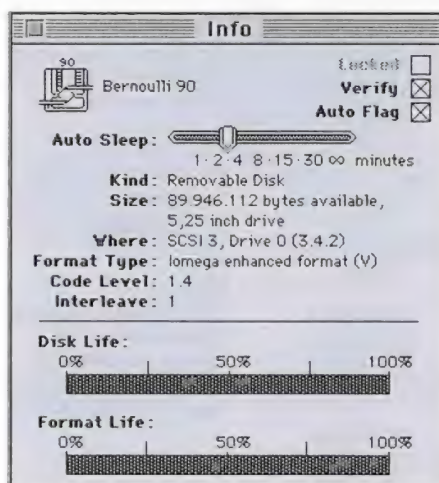 Info
90
Bernoulli 90
Locked
Verify
Auto Flag
Auto Sleep:
1 · 2 · 4 8 · 15 · 30 ∞ minutes
Kind: Removable Disk
Size: 89.946.112 bytes available,
5,25 inch drive
Where: SCSI 3, Drive 0 (3.4.2)
Format Type: Iomega enhanced format (V)
Code Level: 1.4
Interleave: 1
Disk Life:
0% 50% 100%
Format Life:
0% 50% 100%